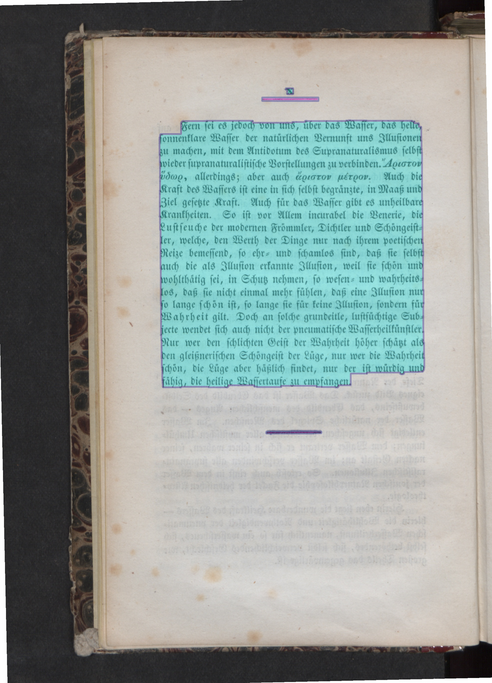 Fern sei es jedoch von uns, über das Wasser, das helle,
sonnenklare Wasser der natürlichen Vernunft uns Illusionen
zu machen, mit dem Antidotum des Supranaturalismus selbst
wieder supranaturalistische Vorstellungen zu verbinden. Ἄριστον
ὕδωρ, allerdings; aber auch ἄριστον μέτρον. Auch die
Kraft des Wassers ist eine in sich selbst begränzte, in Maaß und
Ziel gesetzte Kraft. Auch für das Wasser gibt es unheilbare
Krankheiten. So ist vor Allem incurabel die Venerie, die
Lustseuche der modernen Frömmler, Dichtler und Schöngeist-
ler, welche, den Werth der Dinge nur nach ihrem poetischen
Reize bemessend, so ehr- und schamlos sind, daß sie selbst
auch die als Illusion erkannte Illusion, weil sie schön und
wohlthätig sei, in Schutz nehmen, so wesen- und wahrheits-
los, daß sie nicht einmal mehr fühlen, daß eine Illusion nur
so lange schön ist, so lange sie für keine Illusion, sondern für
Wahrheit gilt. Doch an solche grundeitle, lustsüchtige Sub-
jecte wendet sich auch nicht der pneumatische Wasserheilkünstler.
Nur wer den schlichten Geist der Wahrheit höher schätzt als
den gleißnerischen Schöngeist der Lüge, nur wer die Wahrheit
schön, die Lüge aber häßlich findet, nur der ist würdig und
fähig, die heilige Wassertaufe zu empfangen.